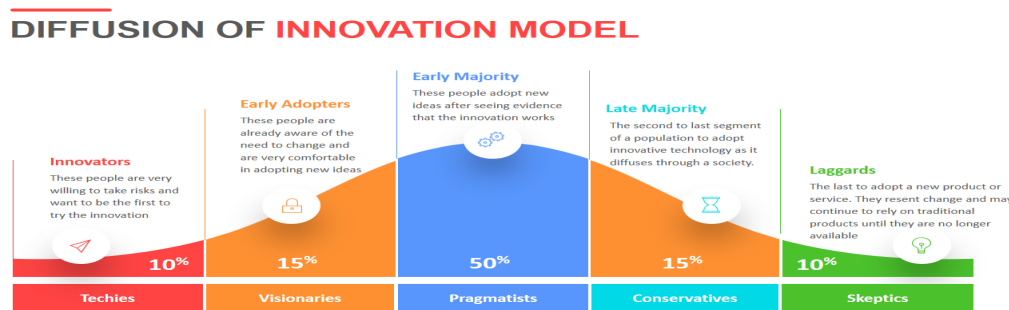 DIFFUSION OF INNOVATION MODEL
Innovators
These people are very
willing to take risks and
want to be the first to
try the innovation
Early Adopters
These people are
already aware of the
need to change and
are very comfortable
in adopting new ideas
Early Majority
These people adopt new
ideas after seeing evidence
that the innovation works
Late Majority
The second to last segment
of a population to adopt
innovative technology as it
diffuses through a society.
Laggards
The last to adopt a new product or
service. They resent change and may
continue to rely on traditional
products until they are no longer
available
10%
15%
50%
15%
10%
Techies
Visionaries
Pragmatists
Conservatives
Skeptics